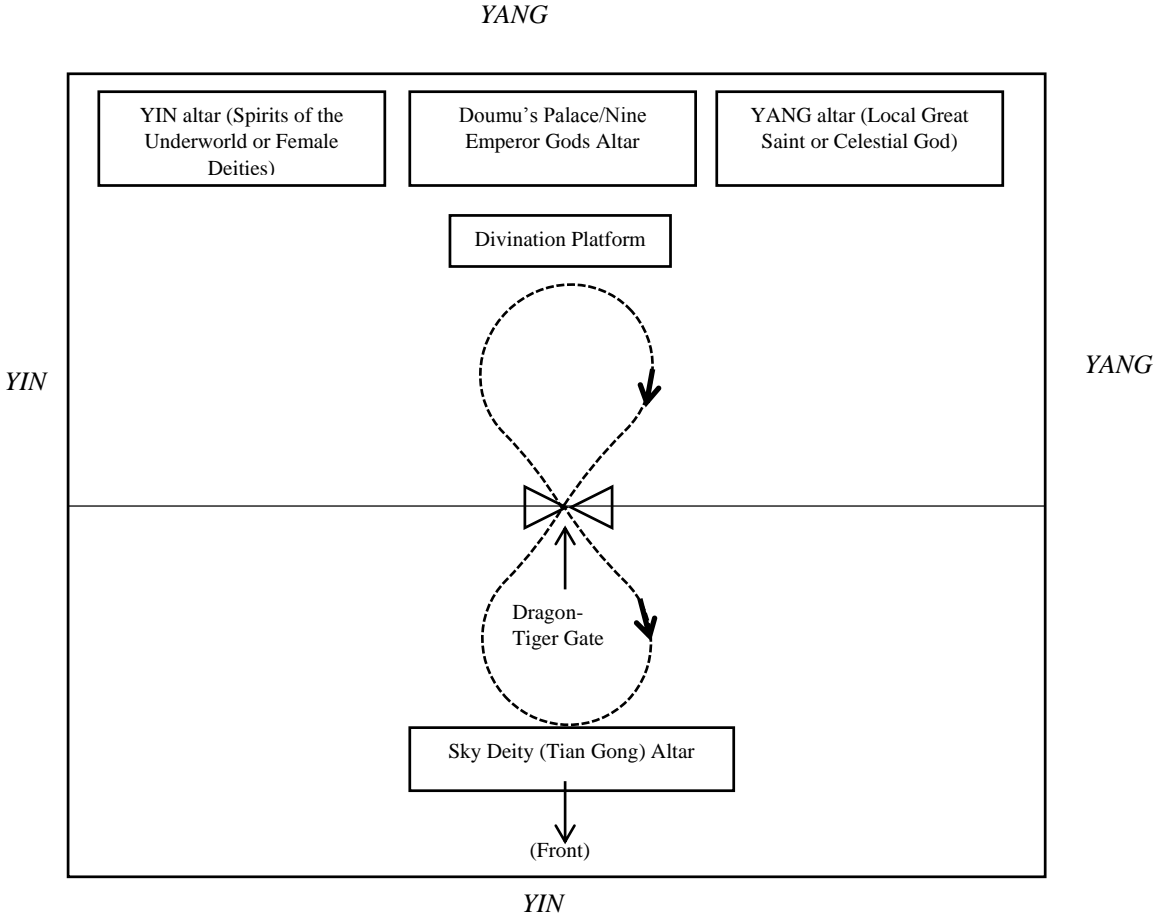 YANG
YIN altar (Spirits of the
Underworld or Female
Deities)
Doumu’s Palace/Nine
Emperor Gods Altar
YANG altar (Local Great
Saint or Celestial God)
Divination Platform
YIN
YANG
Dragon-
Tiger Gate
Sky Deity (Tian Gong) Altar
(Front)
YIN